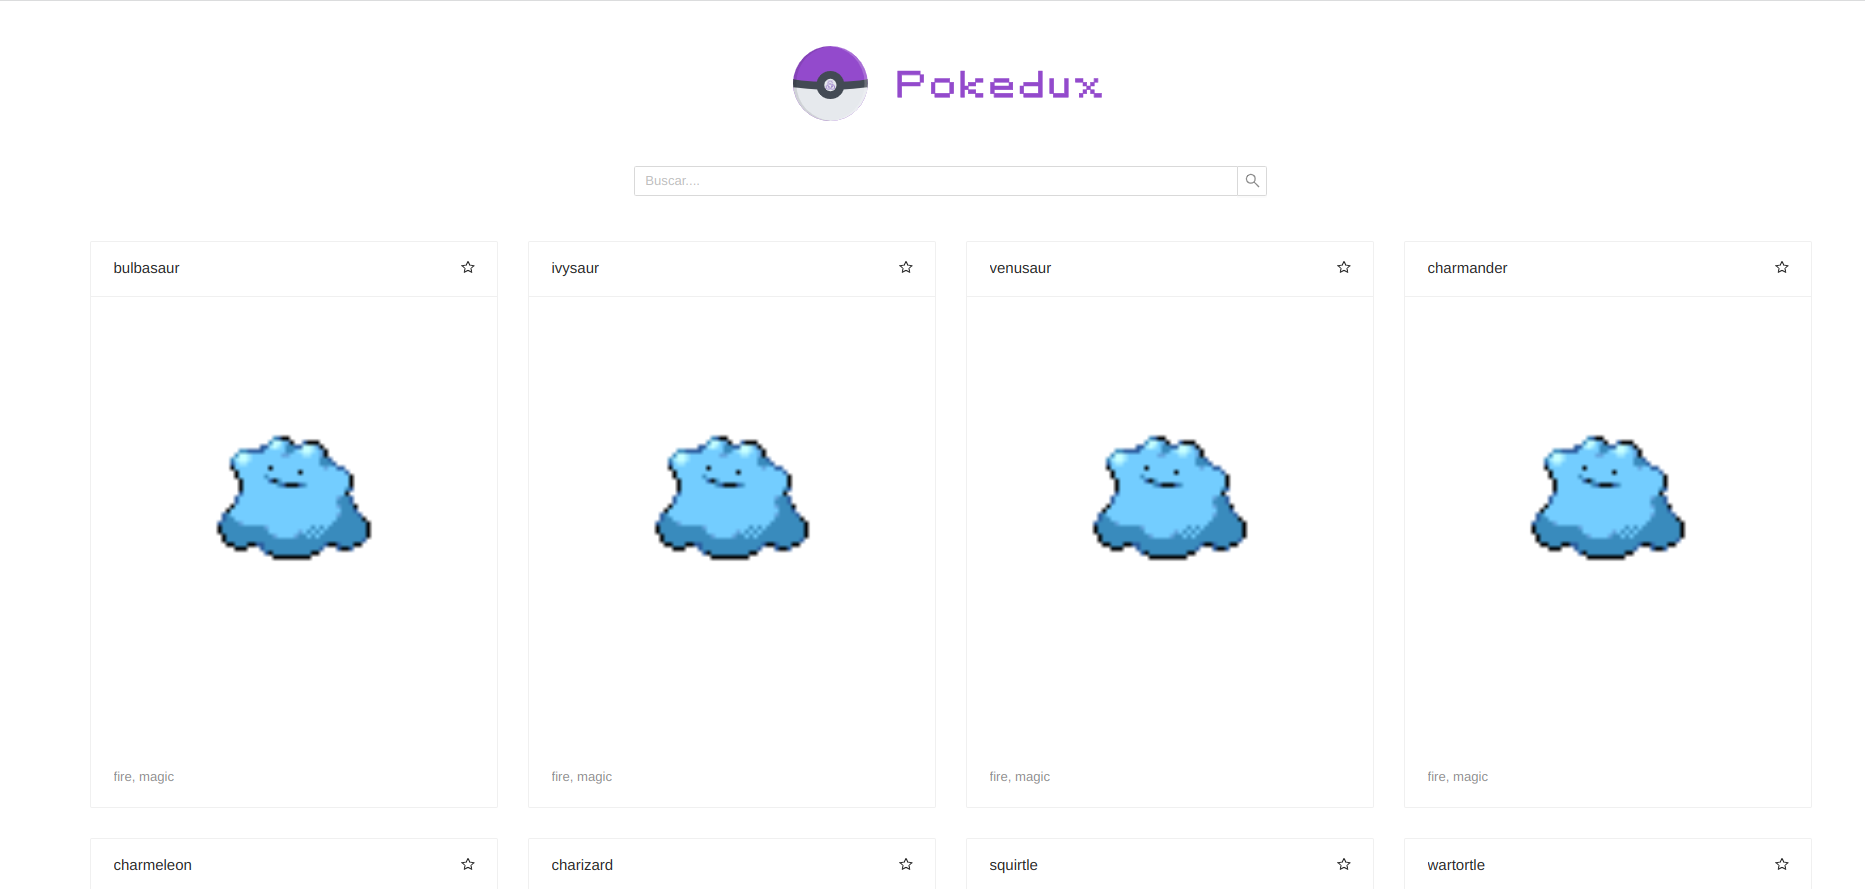 Pokedux
Buscar....
bulbasaur
ivysaur
venusaur
charmander
fire, magic
fire, magic
fire, magic
fire, magic
charmeleon
charizard
squirtle
wartortle